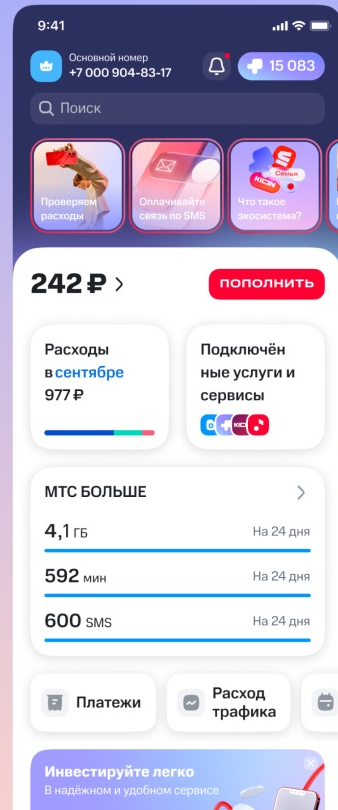 9:41
Основной номер
+7 000 904-83-17
15 083
Поиск
Проверяем
расходы
Оплачивайте
связь по SMS
Семья
KION
Что такое
экосистема?
242 ₽
ПОПОЛНИТЬ
Расходы
в сентябре
977 ₽
Подключён
ные услуги и
сервисы
МТС БОЛЬШЕ
4,1 ГБ
На 24 дня
592 мин
На 24 дня
600 SMS
На 24 дня
Платежи
Расход
трафика
Инвестируйте легко
В надёжном и удобном сервисе